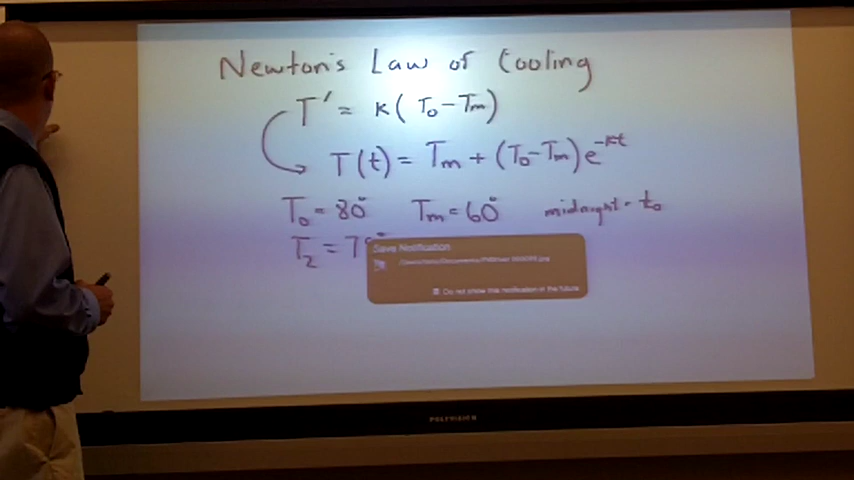 Newton's Law of Cooling
T' = K( T₀ - Tm)
T(t) = Tm + (T₀ - Tm) e^-kt
T₀ = 80° Tm = 60° midnight = t₀
T₂ = 7
Save Notification
Do not show this notification in the future
POLYVISION